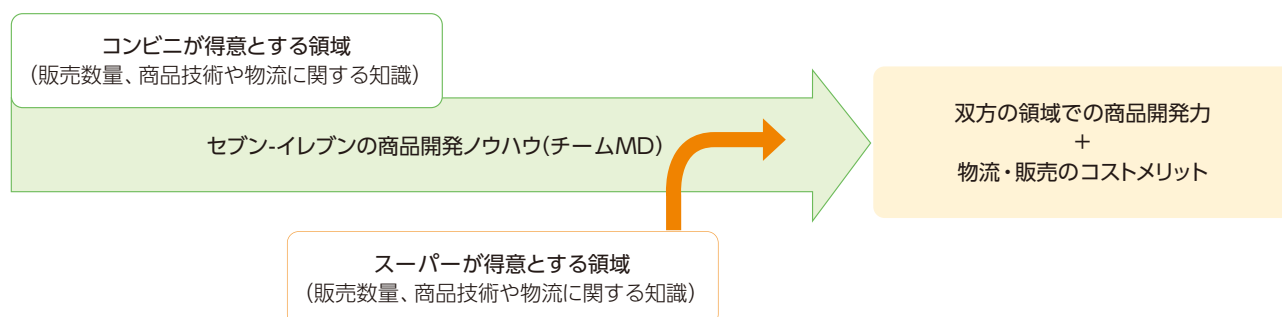 コンビニが得意とする領域
（販売数量、商品技術や物流に関する知識）
セブン-イレブンの商品開発ノウハウ(チームMD)
双方の領域での商品開発力
＋
物流・販売のコストメリット
スーパーが得意とする領域
（販売数量、商品技術や物流に関する知識）